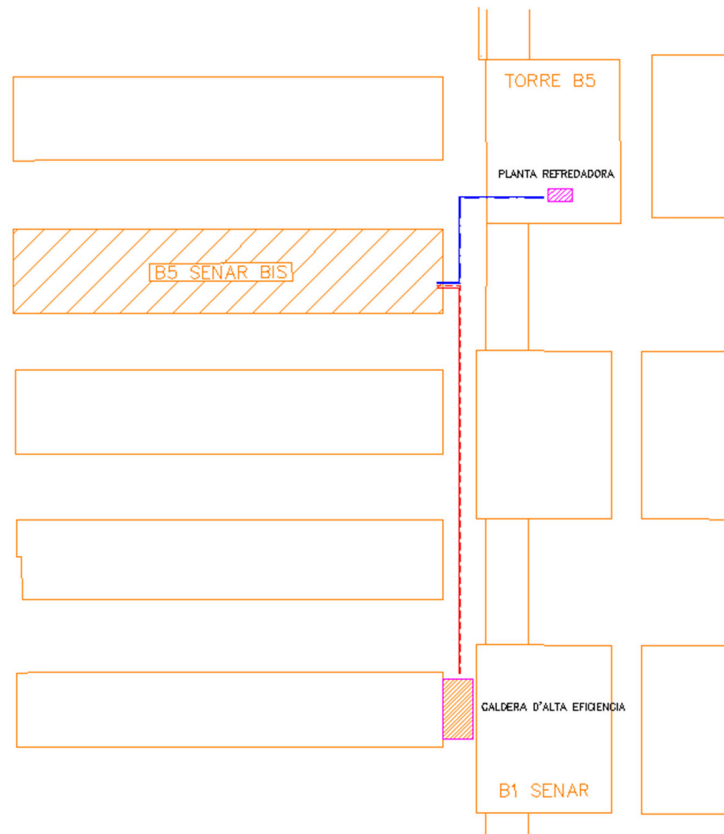 TORRE B5
PLANTA REFREDADORA
B5 SENAR BIS
CALDERA D'ALTA EFICIENCIA
B1 SENAR